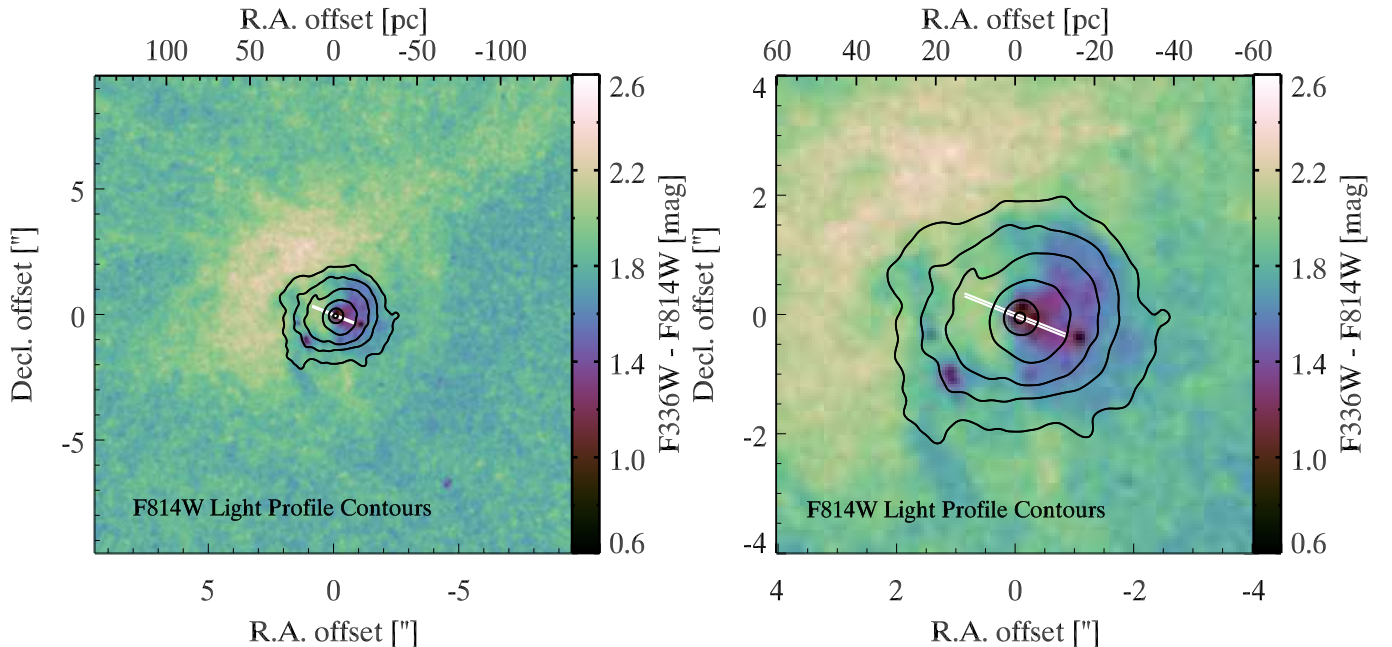 R.A. offset [pc]
100 50 0 -50 -100
5
0
-5
Decl. offset ["]
F814W Light Profile Contours
5 0 -5
R.A. offset ["]
2.6
2.2
1.8
1.4
1.0
0.6
F336W - F814W [mag]
R.A. offset [pc]
60 40 20 0 -20 -40 -60
4
2
0
-2
-4
Decl. offset ["]
F814W Light Profile Contours
4 2 0 -2 -4
R.A. offset ["]
2.6
2.2
1.8
1.4
1.0
0.6
F336W - F814W [mag]